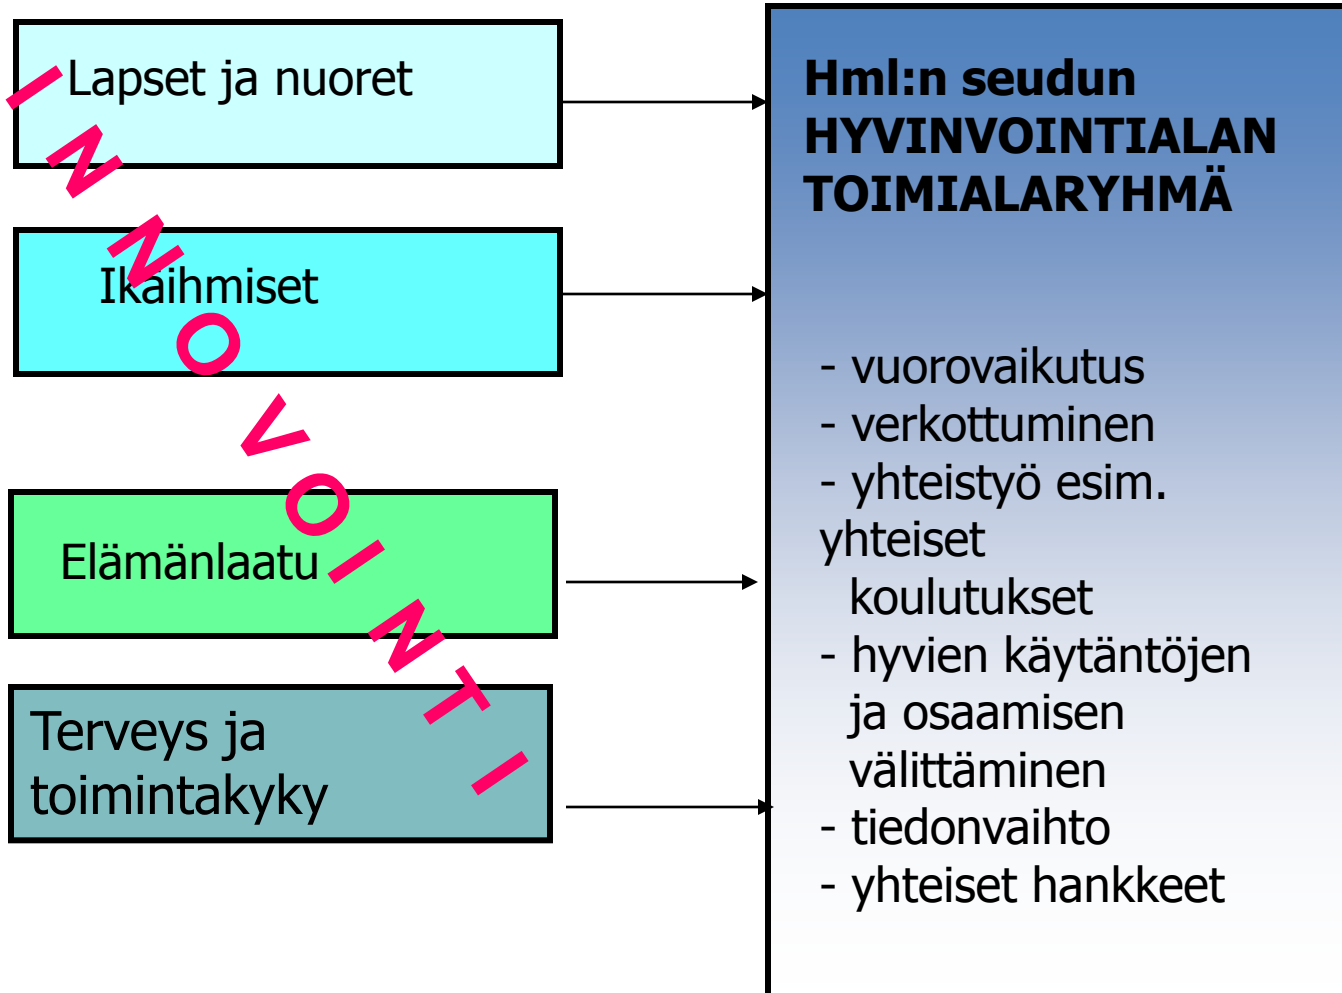 Lapset ja nuoret
Ikäihmiset
Elämänlaatu
Terveys ja
toimintakyky
INNOVOINTI
Hml:n seudun
HYVINVOINTIALAN
TOIMIALARYHMÄ
- vuorovaikutus
- verkottuminen
- yhteistyö esim.
yhteiset
koulutukset
- hyvien käytäntöjen
ja osaamisen
välittäminen
- tiedonvaihto
- yhteiset hankkeet